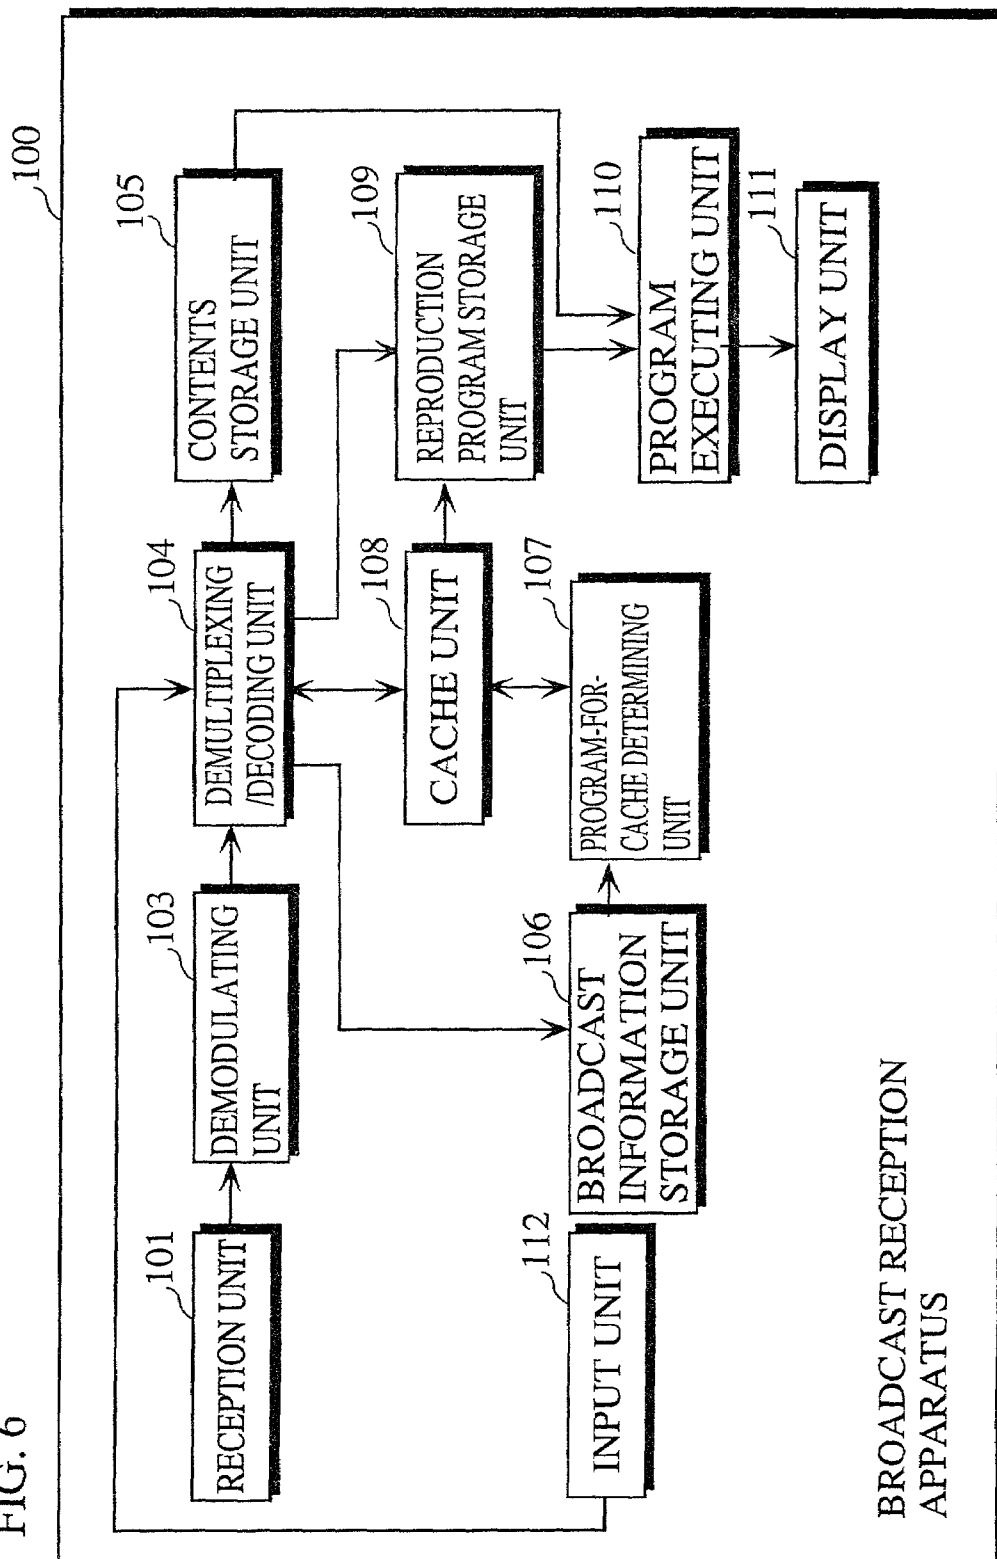 FIG. 6
100
101
RECEPTION UNIT
103
DEMODULATING
UNIT
104
DEMULTIPLEXING
/DECODING UNIT
105
CONTENTS
STORAGE UNIT
108
CACHE UNIT
109
REPRODUCTION
PROGRAM STORAGE
UNIT
112
INPUT UNIT
106
BROADCAST
INFORMATION
STORAGE UNIT
107
PROGRAM-FOR-
CACHE DETERMINING
UNIT
110
PROGRAM
EXECUTING UNIT
111
DISPLAY UNIT
BROADCAST RECEPTION
APPARATUS